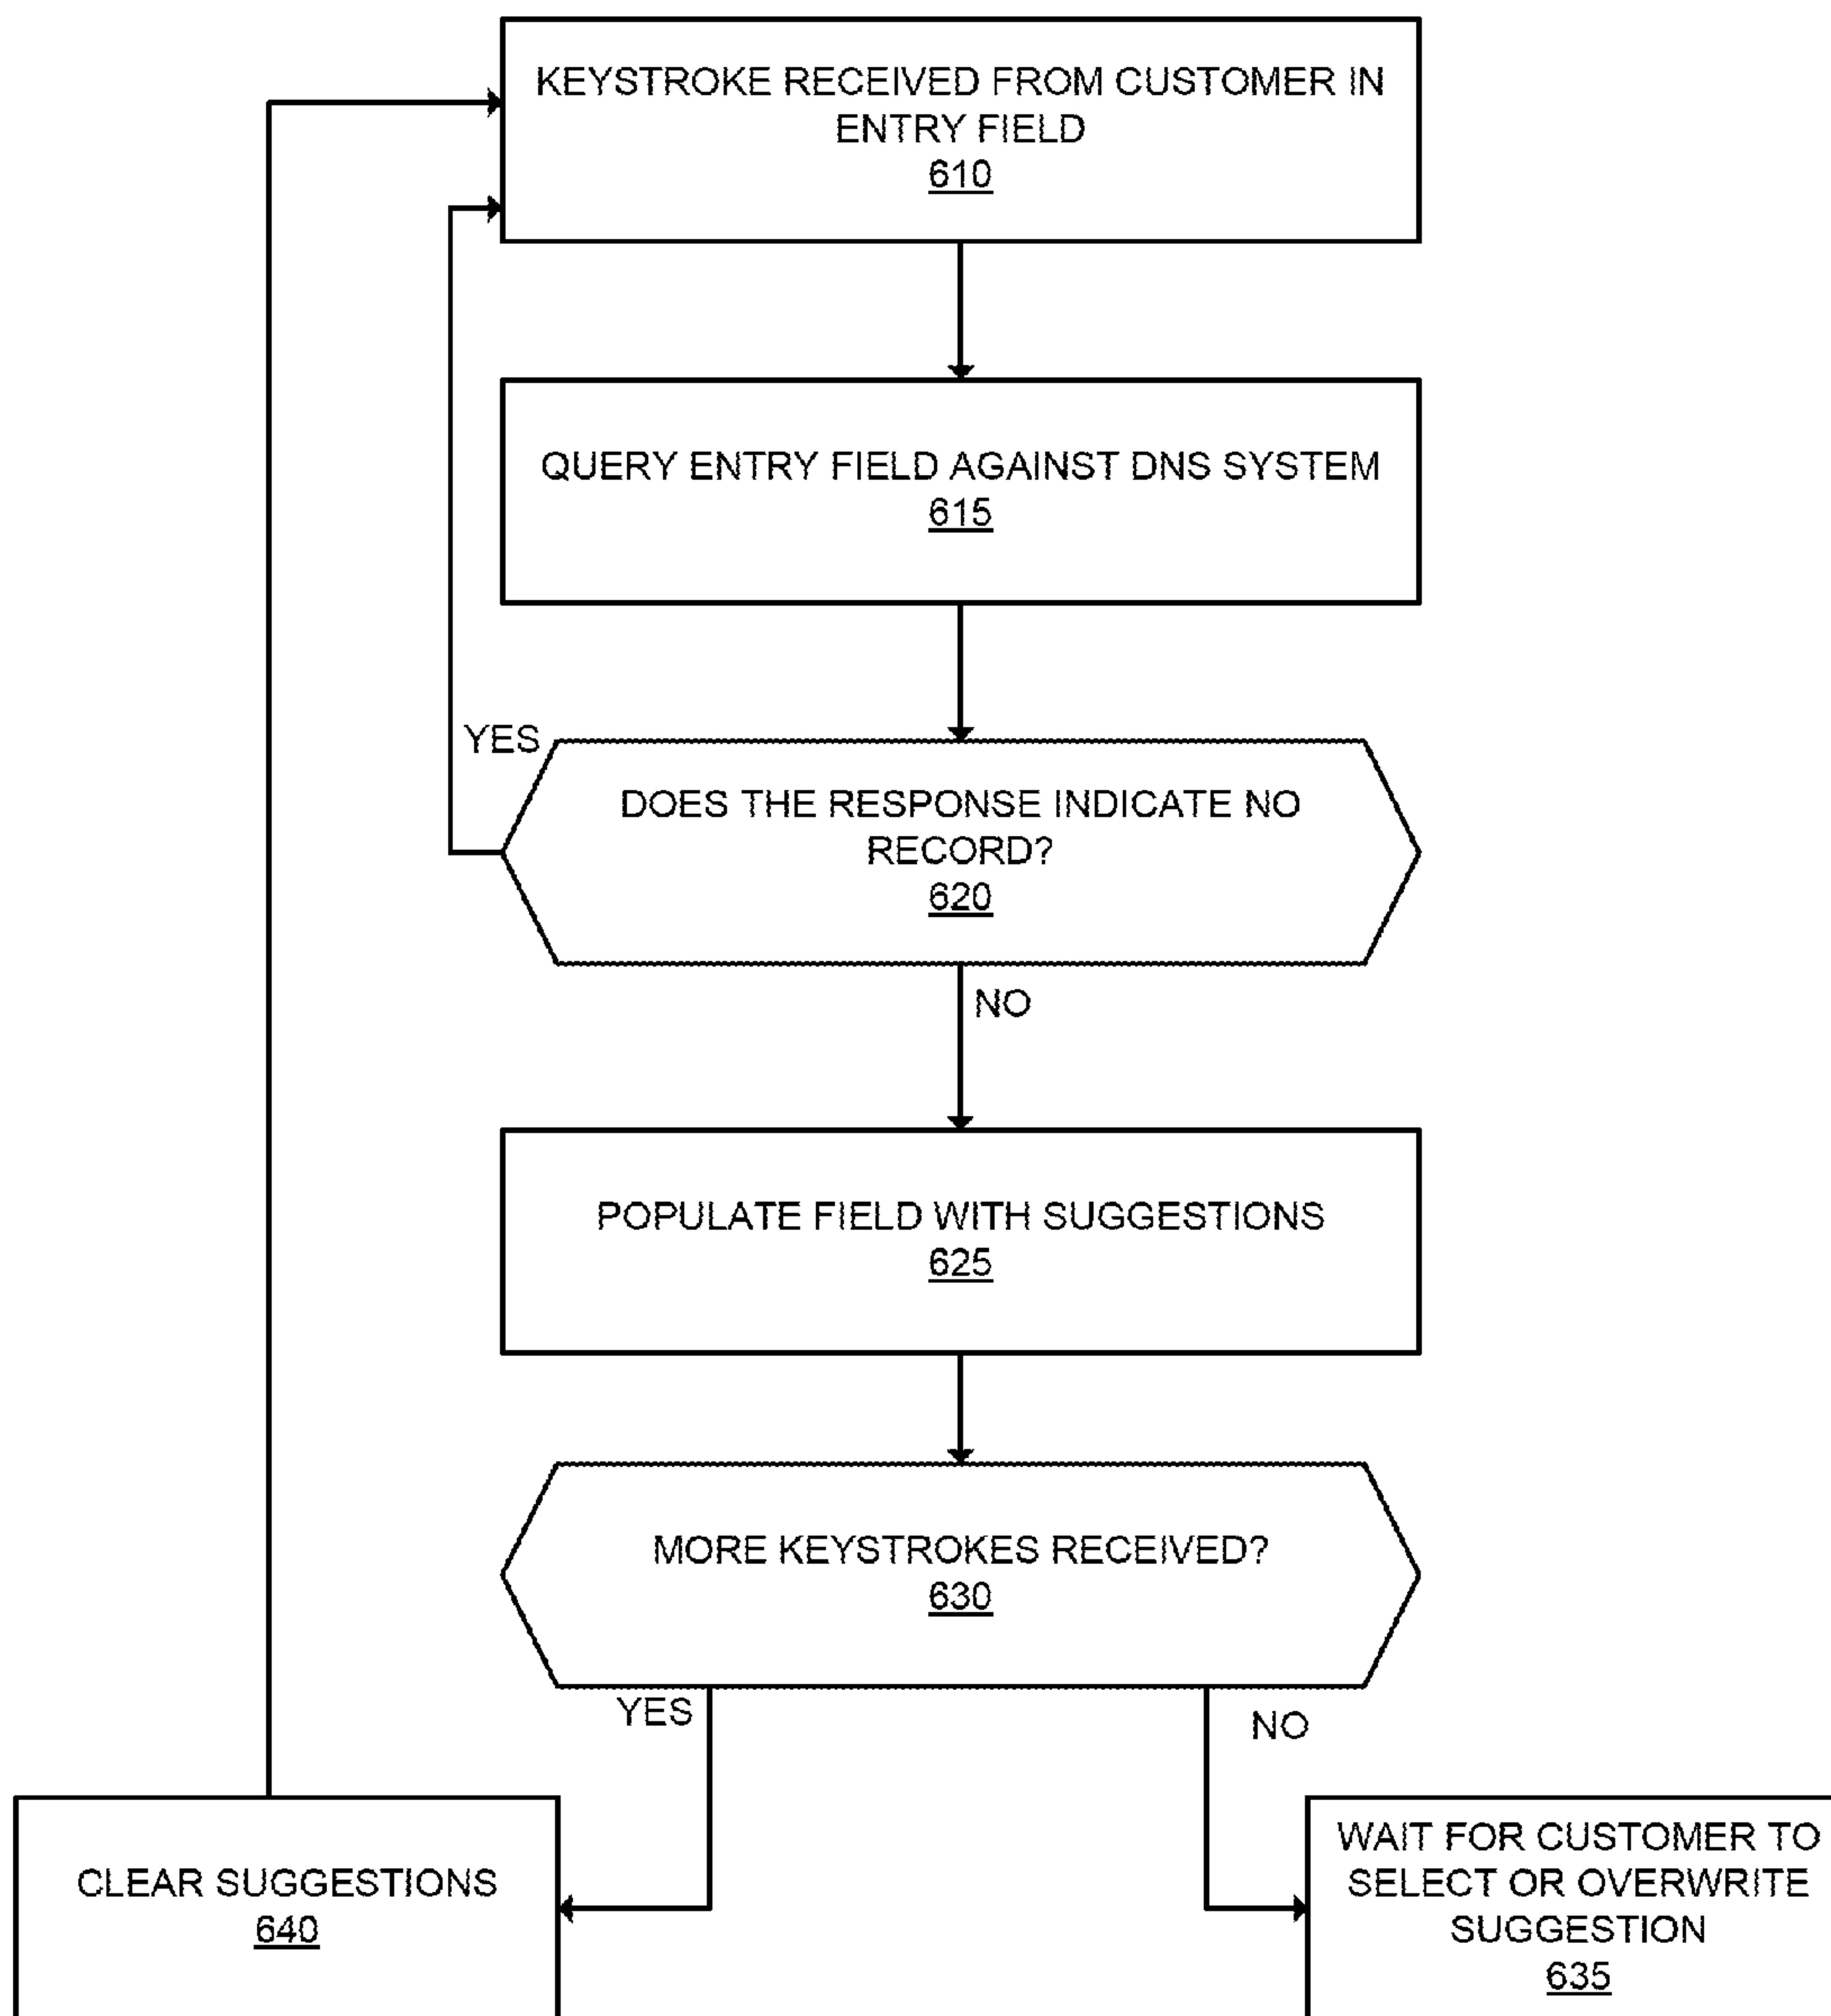 KEYSTROKE RECEIVED FROM CUSTOMER IN
ENTRY FIELD
610
QUERY ENTRY FIELD AGAINST DNS SYSTEM
615
YES
DOES THE RESPONSE INDICATE NO
RECORD?
620
NO
POPULATE FIELD WITH SUGGESTIONS
625
MORE KEYSTROKES RECEIVED?
630
YES
NO
CLEAR SUGGESTIONS
640
WAIT FOR CUSTOMER TO
SELECT OR OVERWRITE
SUGGESTION
635